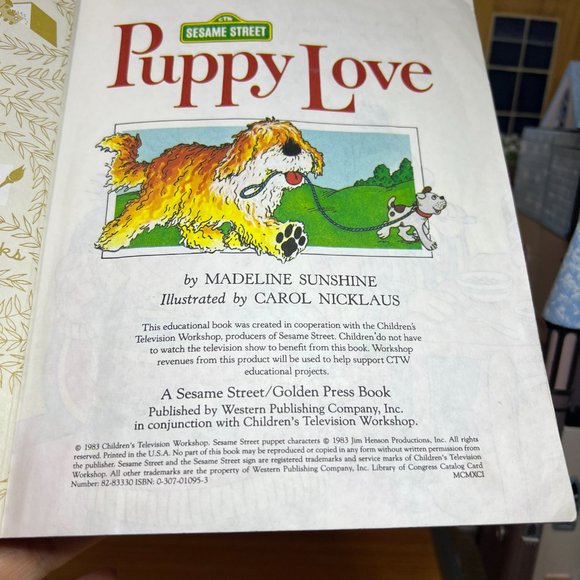 CTW
SESAME STREET
Puppy Love
by MADELINE SUNSHINE
Illustrated by CAROL NICKLAUS
This educational book was created in cooperation with the Children's
Television Workshop, producers of Sesame Street. Children do not have
to watch the television show to benefit from this book. Workshop
revenues from this product will be used to help support CTW
educational projects.
A Sesame Street/Golden Press Book
Published by Western Publishing Company, Inc.
in conjunction with Children's Television Workshop.
© 1983 Children's Television Workshop. Sesame Street puppet characters © 1983 Jim Henson Productions, Inc. All rights
reserved. Printed in the U.S.A. No part of this book may be reproduced or copied in any form without written permission from
the publisher. Sesame Street and the Sesame Street sign are registered trademarks and service marks of Children's Television
Workshop. All other trademarks are the property of Western Publishing Company, Inc. Library of Congress Catalog Card
Number: 82-83330 ISBN: 0-307-01095-3 MCMXCI